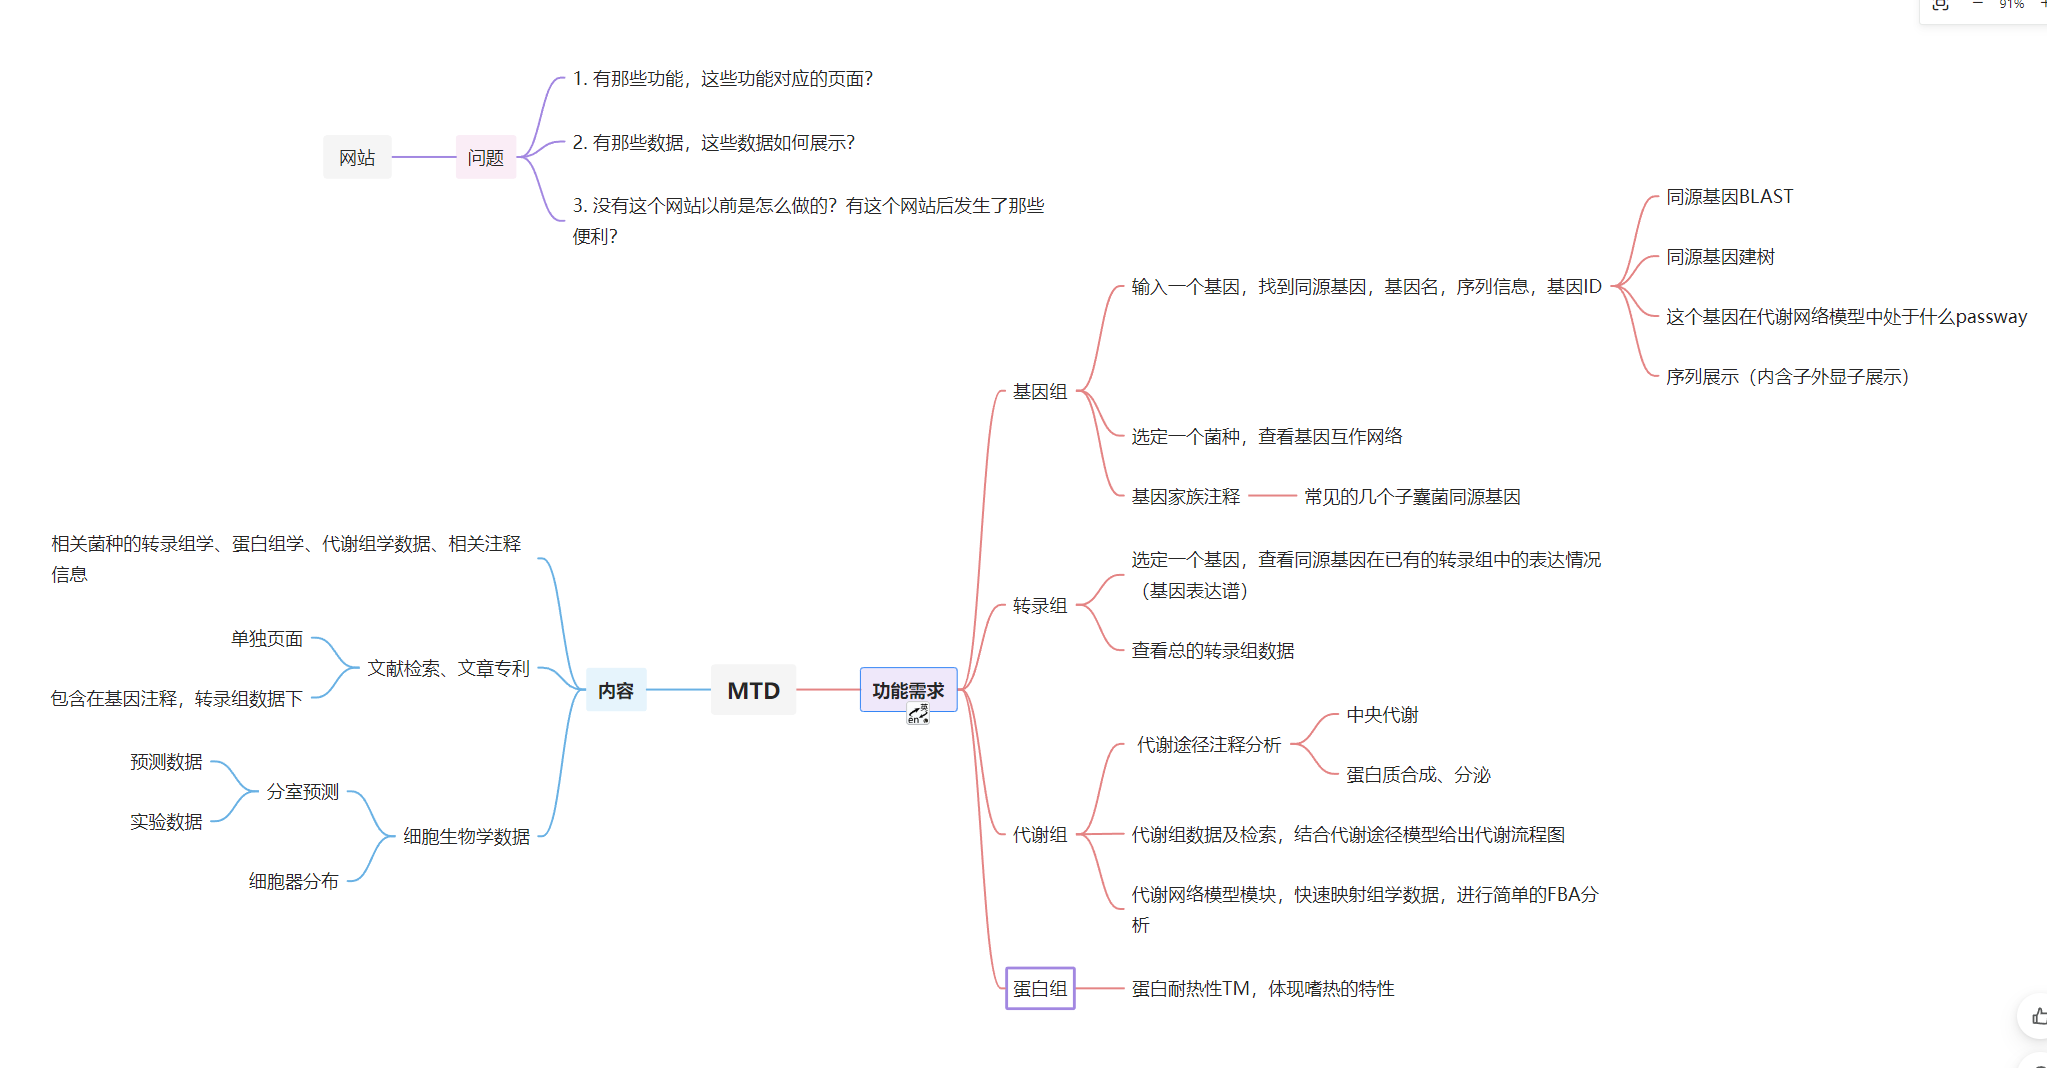 91%
1. 有那些功能，这些功能对应的页面？
网站
问题
2. 有那些数据，这些数据如何展示？
3. 没有这个网站以前是怎么做的？有这个网站后发生了那些
便利？
MTD
内容
相关菌种的转录组学、蛋白组学、代谢组学数据、相关注释
信息
文献检索、文章专利
单独页面
包含在基因注释，转录组数据下
细胞生物学数据
分室预测
预测数据
实验数据
细胞器分布
功能需求
英
en
基因组
输入一个基因，找到同源基因，基因名，序列信息，基因ID
同源基因BLAST
同源基因建树
这个基因在代谢网络模型中处于什么passway
序列展示（内含子外显子展示）
选定一个菌种，查看基因互作网络
基因家族注释
常见的几个子囊菌同源基因
转录组
选定一个基因，查看同源基因在已有的转录组中的表达情况
（基因表达谱）
查看总的转录组数据
代谢组
代谢途径注释分析
中央代谢
蛋白质合成、分泌
代谢组数据及检索，结合代谢途径模型给出代谢流程图
代谢网络模型模块，快速映射组学数据，进行简单的FBA分
析
蛋白组
蛋白耐热性TM，体现嗜热的特性